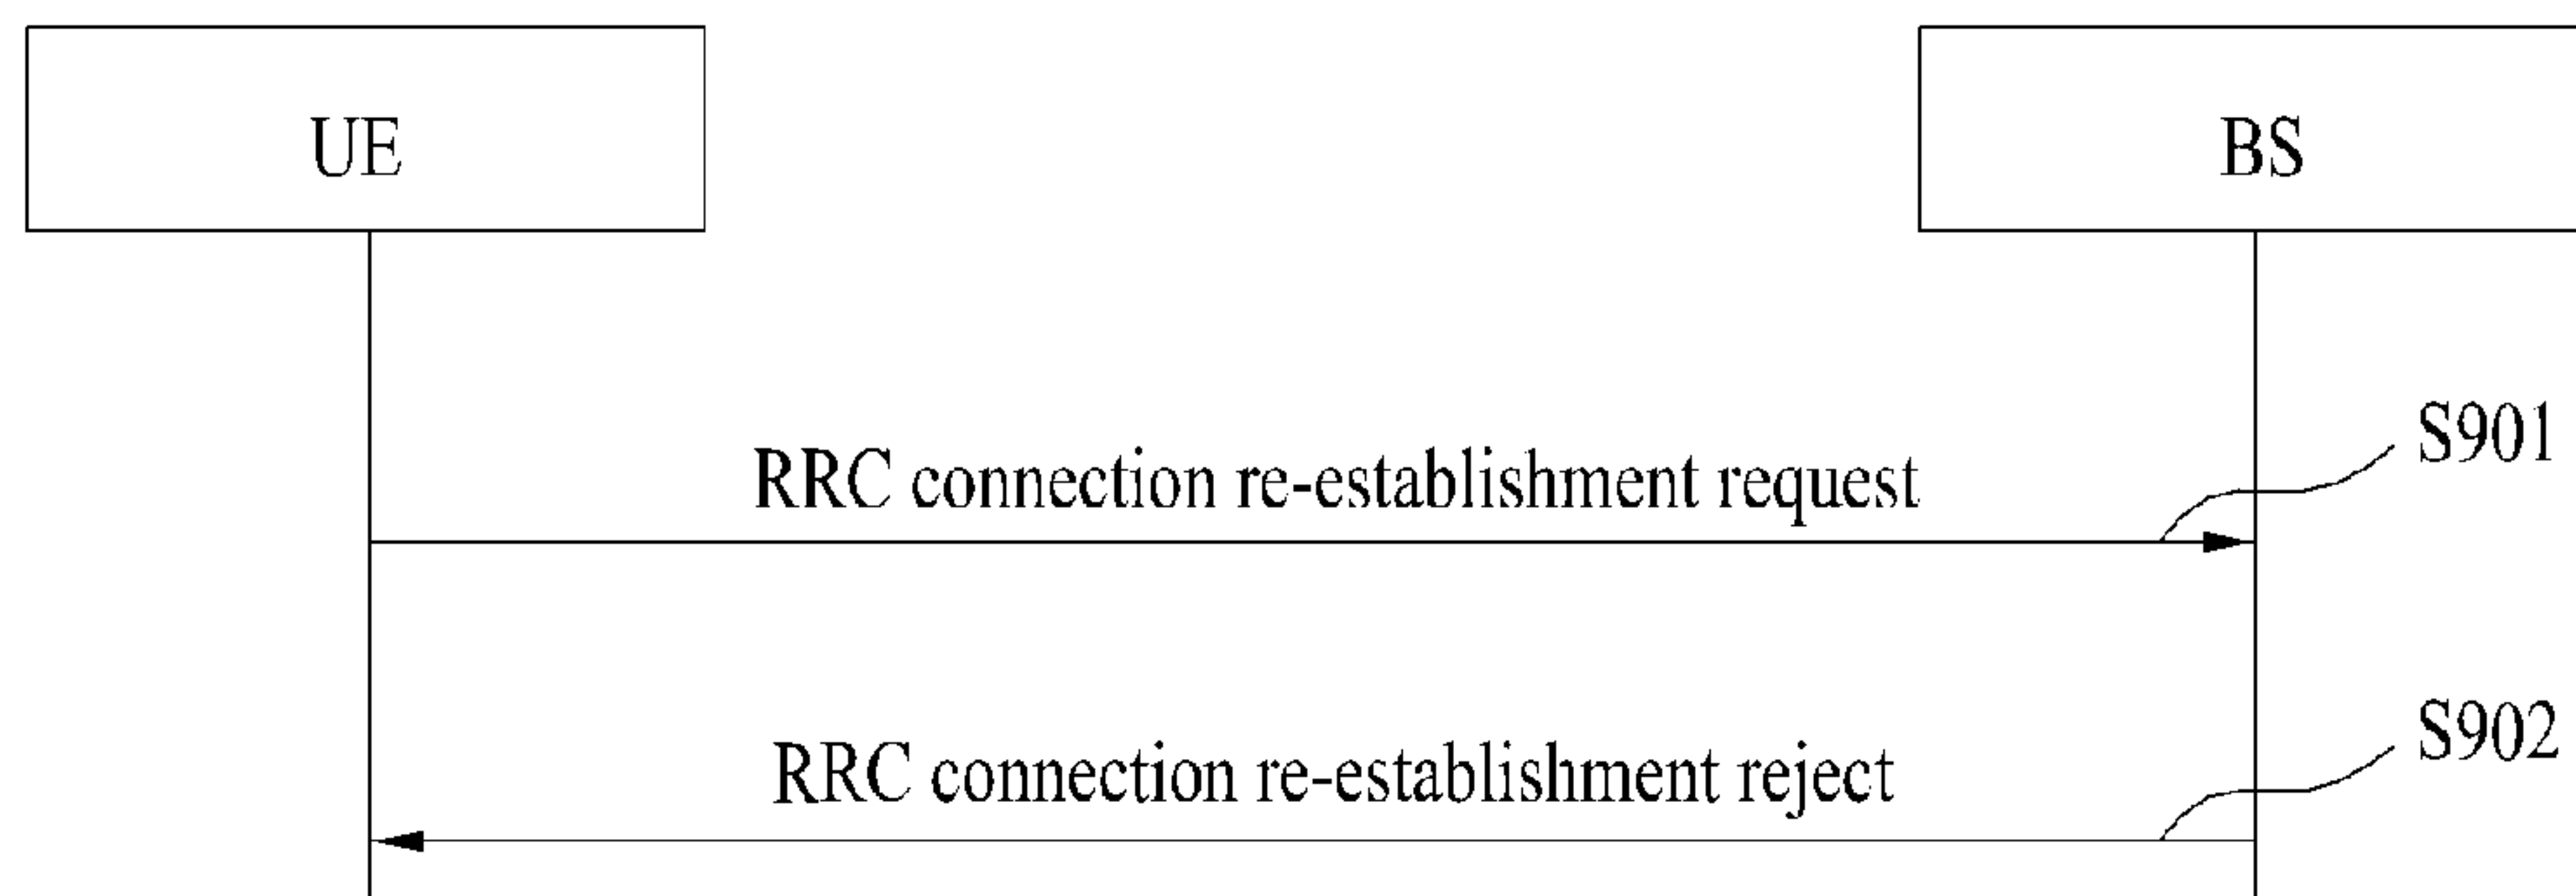 UE
BS
S901
RRC connection re-establishment request
S902
RRC connection re-establishment reject